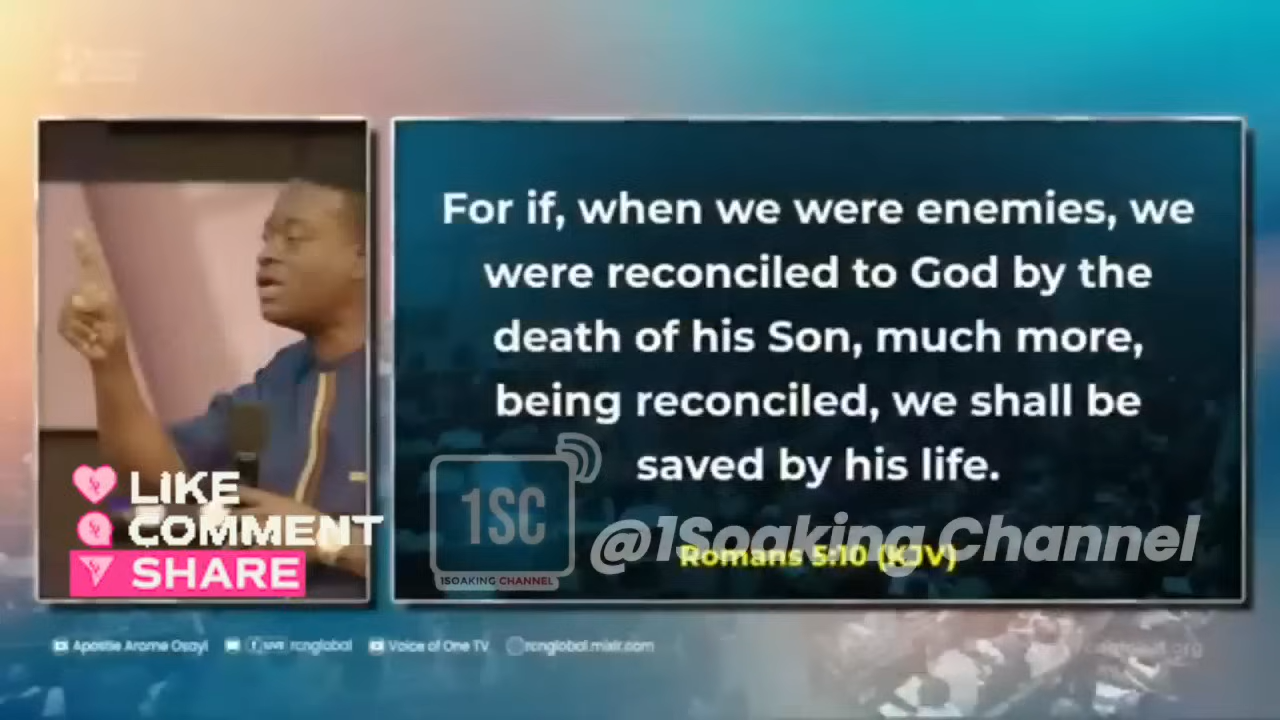 For if, when we were enemies, we
were reconciled to God by the
death of his Son, much more,
being reconciled, we shall be
saved by his life.
Romans 5:10 (KJV)
LIKE
COMMENT
SHARE
1SC
1SOAKING CHANNEL
@1Soaking Channel
Apostle Arome Osayi
LIVE rcnglobal
Voice of One TV
rcnglobal.mixlr.com